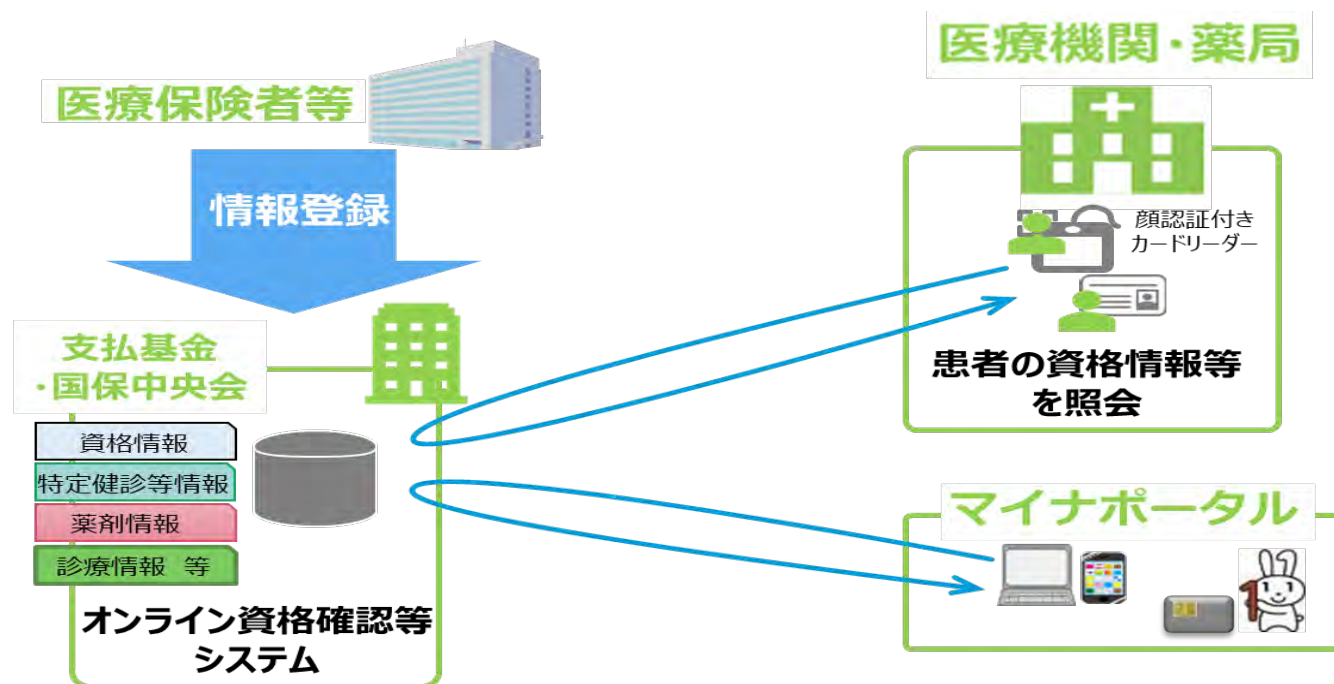 医療保険者等
情報登録
支払基金
・国保中央会
資格情報
特定健診等情報
薬剤情報
診療情報 等
オンライン資格確認等
システム
医療機関・薬局
顔認証付き
カードリーダー
患者の資格情報等
を照会
マイナポータル